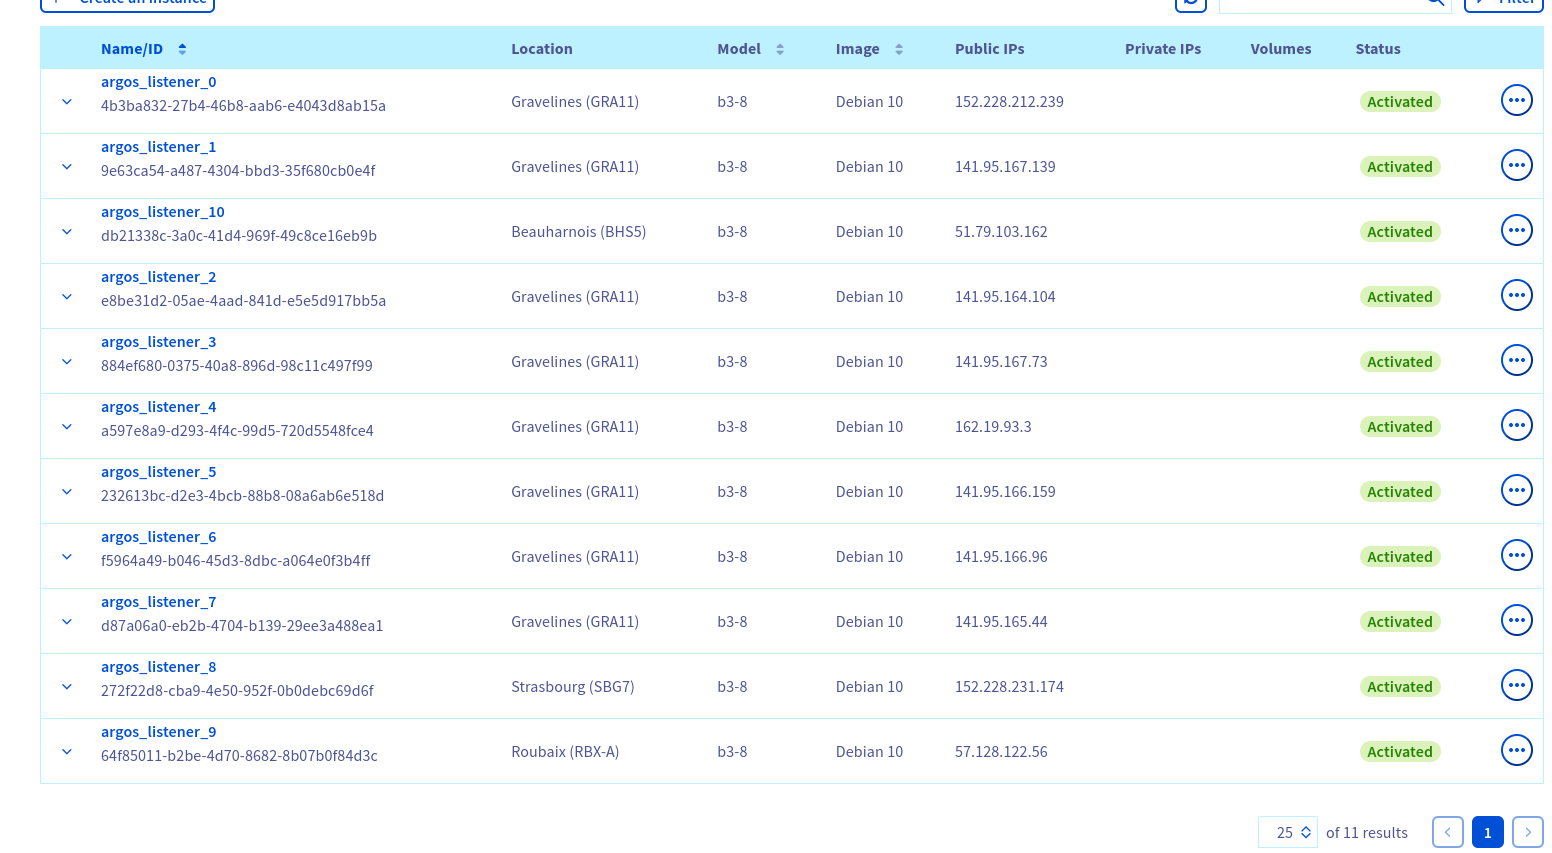 Create an instance Filter
Name/ID Location Model Image Public IPs Private IPs Volumes Status
argos_listener_0
4b3ba832-27b4-46b8-aab6-e4043d8ab15a Gravelines (GRA11) b3-8 Debian 10 152.228.212.239 Activated
argos_listener_1
9e63ca54-a487-4304-bbd3-35f680cb0e4f Gravelines (GRA11) b3-8 Debian 10 141.95.167.139 Activated
argos_listener_10
db21338c-3a0c-41d4-969f-49c8ce16eb9b Beauharnois (BHS5) b3-8 Debian 10 51.79.103.162 Activated
argos_listener_2
e8be31d2-05ae-4aad-841d-e5e5d917bb5a Gravelines (GRA11) b3-8 Debian 10 141.95.164.104 Activated
argos_listener_3
884ef680-0375-40a8-896d-98c11c497f99 Gravelines (GRA11) b3-8 Debian 10 141.95.167.73 Activated
argos_listener_4
a597e8a9-d293-4f4c-99d5-720d5548fce4 Gravelines (GRA11) b3-8 Debian 10 162.19.93.3 Activated
argos_listener_5
232613bc-d2e3-4bcb-88b8-08a6ab6e518d Gravelines (GRA11) b3-8 Debian 10 141.95.166.159 Activated
argos_listener_6
f5964a49-b046-45d3-8dbc-a064e0f3b4ff Gravelines (GRA11) b3-8 Debian 10 141.95.166.96 Activated
argos_listener_7
d87a06a0-eb2b-4704-b139-29ee3a488ea1 Gravelines (GRA11) b3-8 Debian 10 141.95.165.44 Activated
argos_listener_8
272f22d8-cba9-4e50-952f-0b0debc69d6f Strasbourg (SBG7) b3-8 Debian 10 152.228.231.174 Activated
argos_listener_9
64f85011-b2be-4d70-8682-8b07b0f84d3c Roubaix (RBX-A) b3-8 Debian 10 57.128.122.56 Activated
25 of 11 results 1